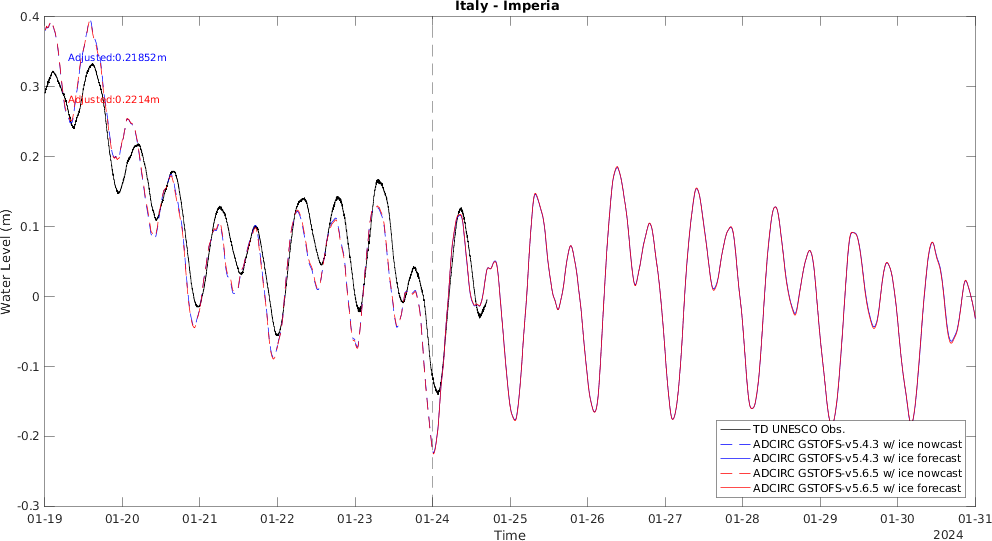 Italy - Imperia
0.4
0.3
0.2
0.1
0
-0.1
-0.2
-0.3
Water Level (m)
Adjusted:0.21852m
Adjusted:0.2214m
TD UNESCO Obs.
ADCIRC GSTOFS-v5.4.3 w/ ice nowcast
ADCIRC GSTOFS-v5.4.3 w/ ice forecast
ADCIRC GSTOFS-v5.6.5 w/ ice nowcast
ADCIRC GSTOFS-v5.6.5 w/ ice forecast
01-19 01-20 01-21 01-22 01-23 01-24 01-25 01-26 01-27 01-28 01-29 01-30 01-31
Time
2024